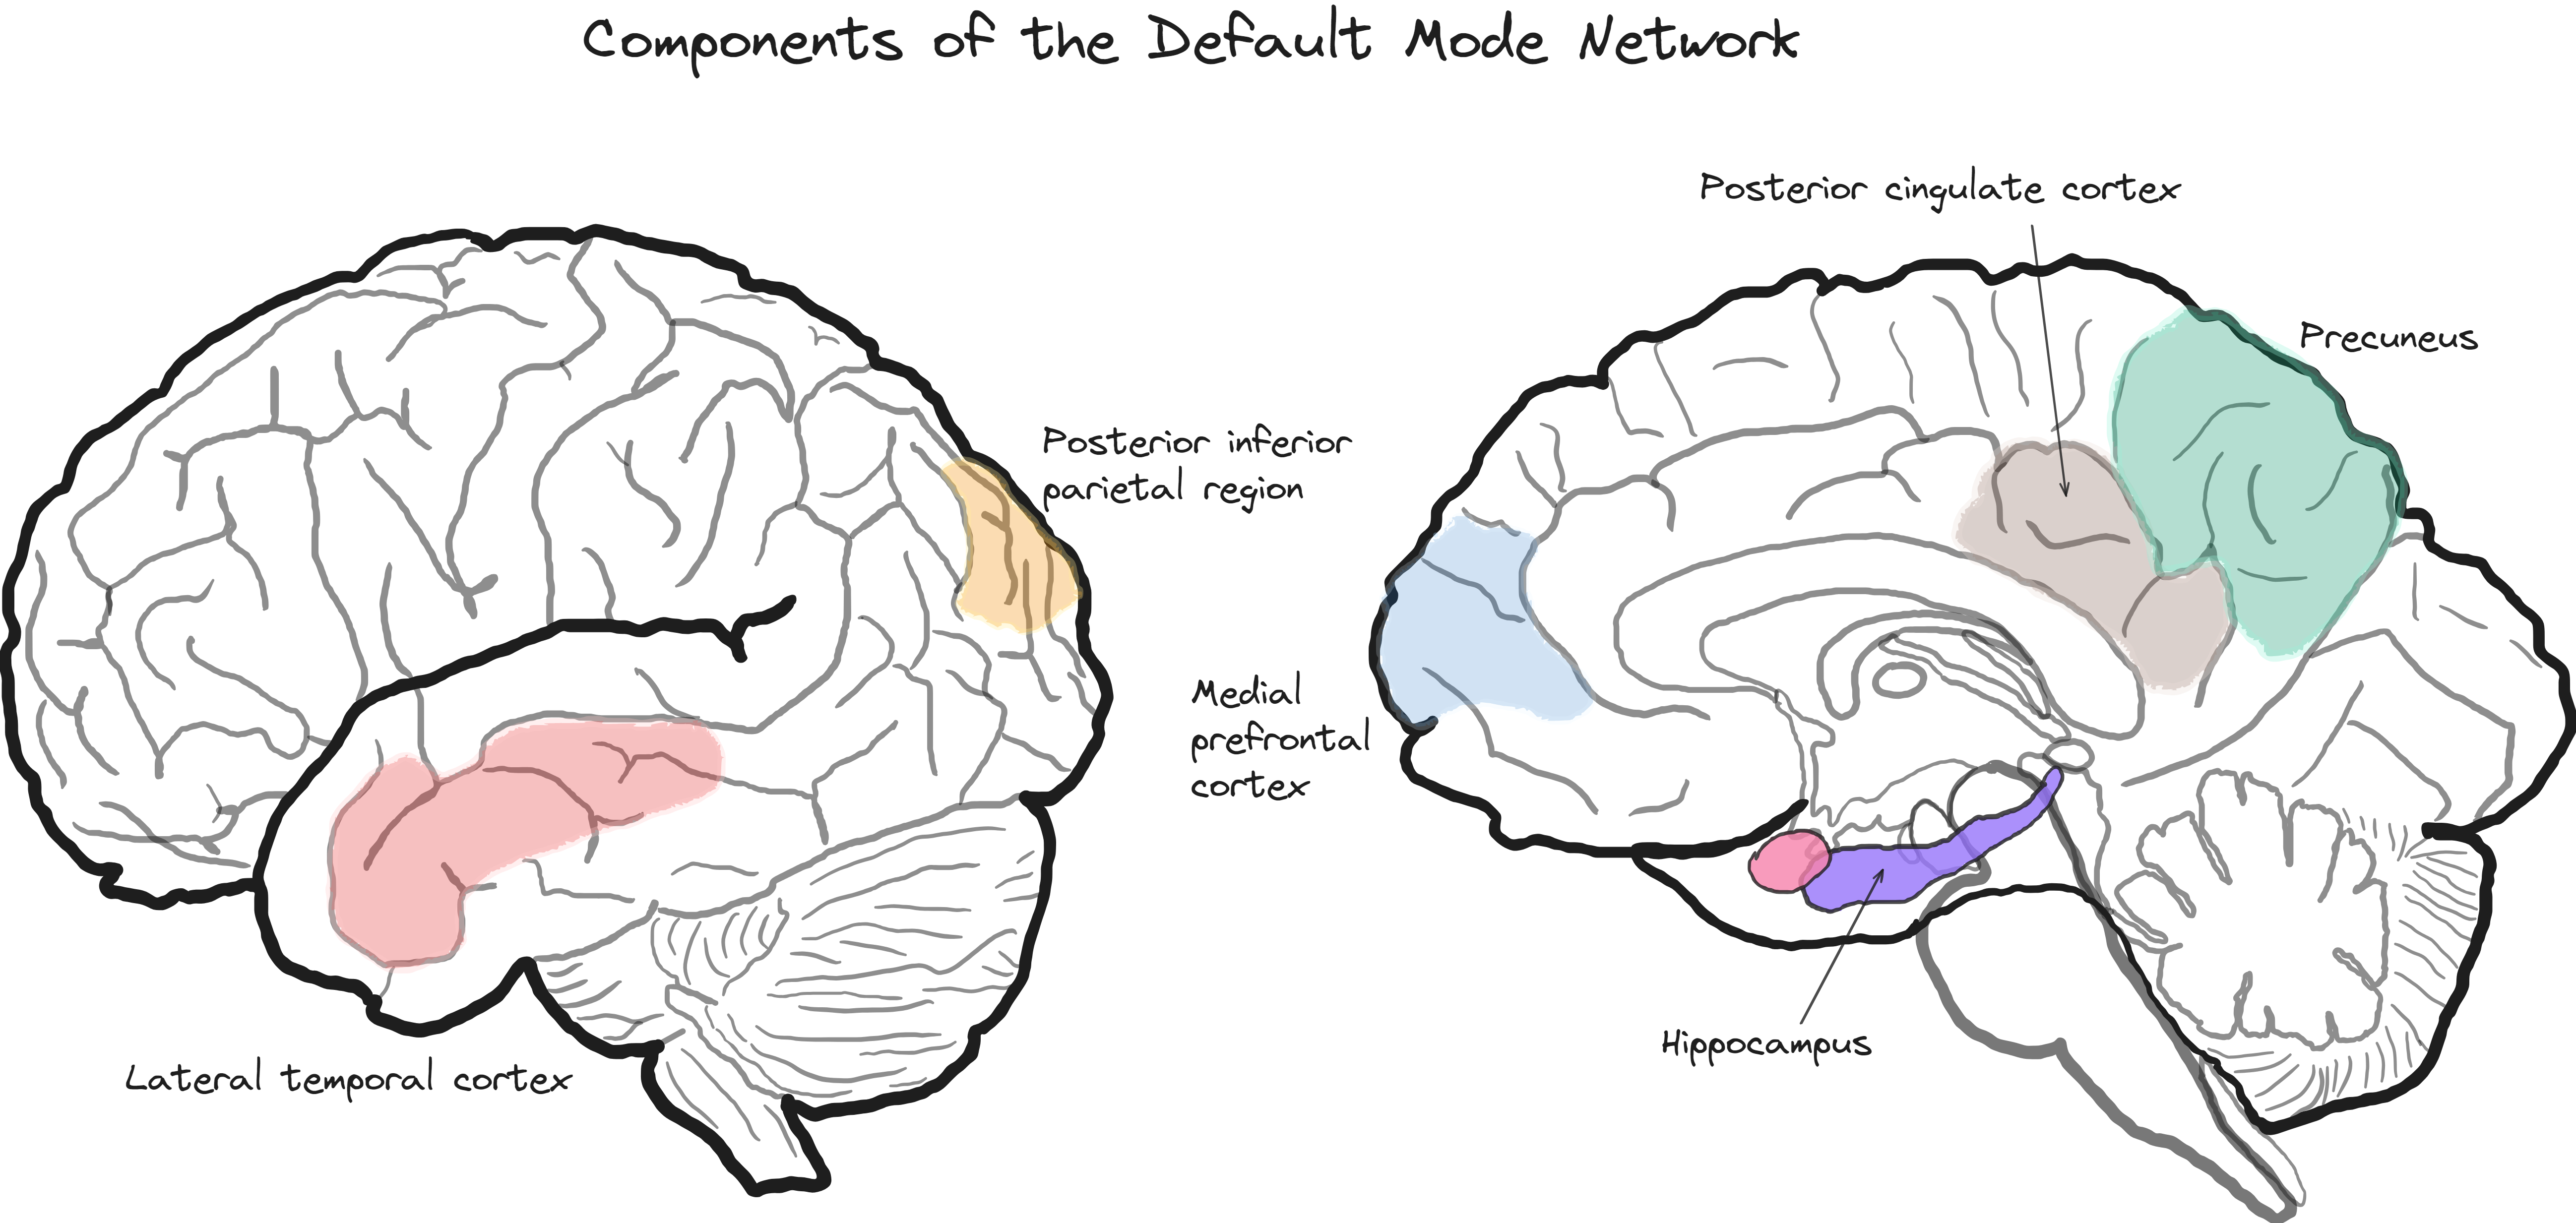 Components of the Default Mode Network
Posterior cingulate cortex
Precuneus
Posterior inferior
parietal region
Medial
prefrontal
cortex
Hippocampus
Lateral temporal cortex